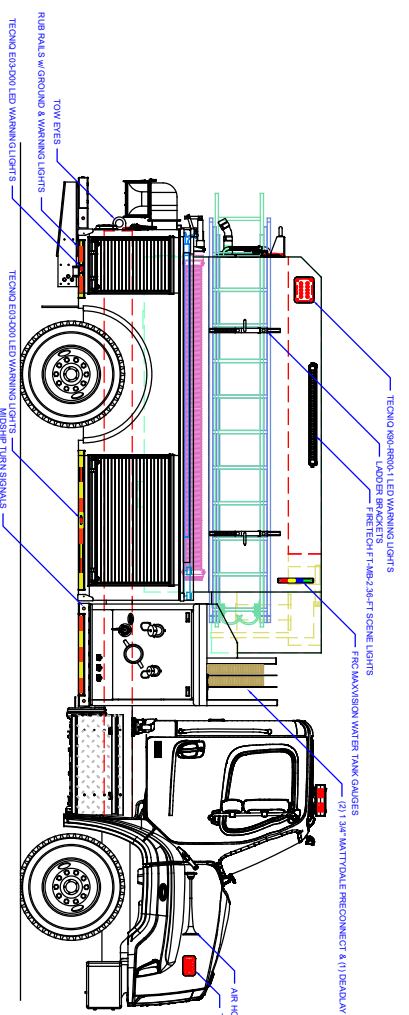 TECNIQ K90-RR00-1 LED WARNING LIGHTS
LADDER BRACKETS
FIRETECH FT-MB-2.36-FT SCENE LIGHTS
FRC MAXVISION WATER TANK GAUGES
(2) 1 3/4" MATTYDALE PRECONNECT & (1) DEADLAY
TOW EYES
RUB RAILS w/ GROUND & WARNING LIGHTS
TECNIQ E03-D00 LED WARNING LIGHTS
TECNIQ E03-D00 LED WARNING LIGHTS
MIDSHIP TURN SIGNALS
AIR